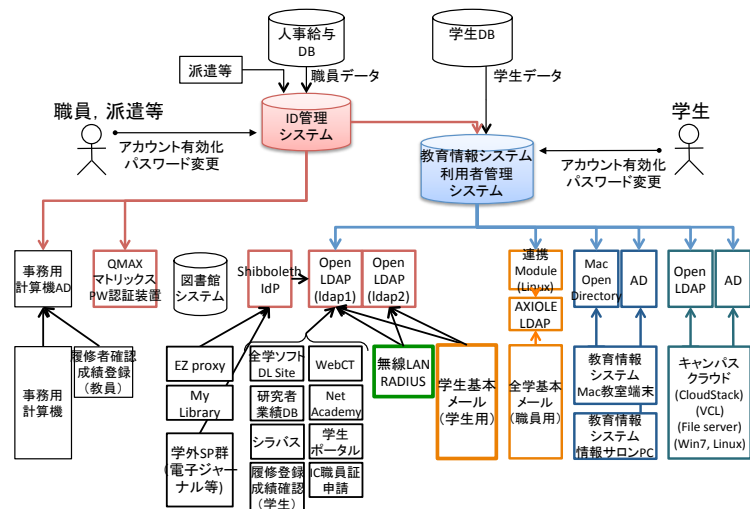 人事給与
DB
学生DB
派遣等
職員データ
学生データ
職員, 派遣等
ID管理
システム
学生
アカウント有効化
パスワード変更
教育情報システム
利用者管理
システム
アカウント有効化
パスワード変更
事務用
計算機AD
QMAX
マトリックス
PW認証装置
図書館
システム
Shibboleth
IdP
Open
LDAP
(ldap1)
Open
LDAP
(ldap2)
連携
Module
(Linux)
AXIOLE
LDAP
Mac
Open
Directory
AD
Open
LDAP
AD
事務用
計算機
履修者確認
成績登録
(教員)
EZ proxy
My
Library
学外SP群
(電子ジャー
ナル等)
全学ソフト
DL Site
研究者
業績DB
シラバス
履修登録
成績確認
(学生)
WebCT
Net
Academy
学生
ポータル
IC職員証
申請
無線LAN
RADIUS
学生基本
メール
(学生用)
全学基本
メール
(職員用)
教育情報
システム
Mac教室端末
教育情報
システム
情報サロンPC
キャンパス
クラウド
(CloudStack)
(VCL)
(File server)
(Win7, Linux)